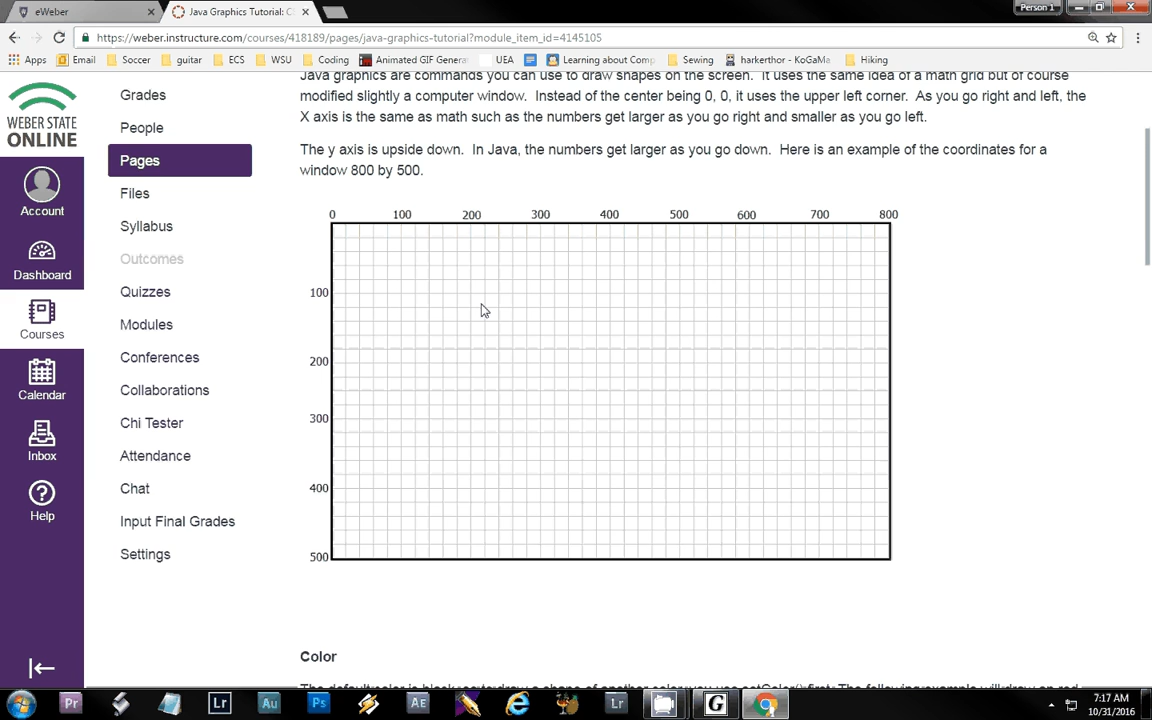 eWeber
Java Graphics Tutorial: C
Person 1
https://weber.instructure.com/courses/418189/pages/java-graphics-tutorial?module_item_id=4145105
Apps Email Soccer guitar ECS WSU Coding Animated GIF Genera UEA Learning about Comp Sewing harkerthor - KoGaMa Hiking
WEBER STATE
ONLINE
Account
Dashboard
Courses
Calendar
Inbox
Help
Grades
People
Pages
Files
Syllabus
Outcomes
Quizzes
Modules
Conferences
Collaborations
Chi Tester
Attendance
Chat
Input Final Grades
Settings
Java graphics are commands you can use to draw shapes on the screen. It uses the same idea of a math grid but of course
modified slightly a computer window. Instead of the center being 0, 0, it uses the upper left corner. As you go right and left, the
X axis is the same as math such as the numbers get larger as you go right and smaller as you go left.
The y axis is upside down. In Java, the numbers get larger as you go down. Here is an example of the coordinates for a
window 800 by 500.
0 100 200 300 400 500 600 700 800
100
200
300
400
500
Color
Pr Lr Au Ps AE Lr G
7:17 AM
10/31/2016